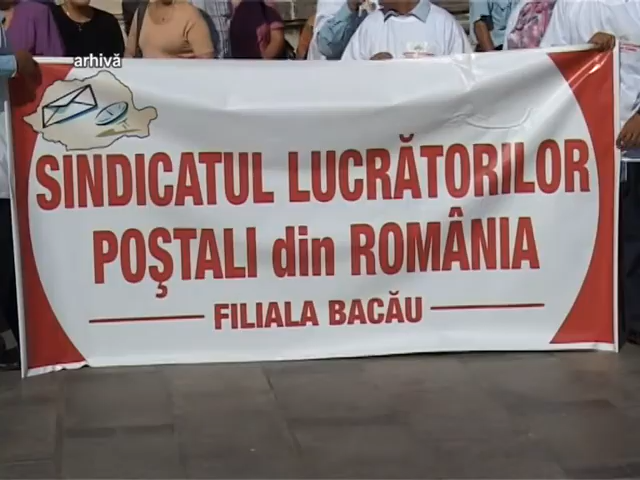 arhivă
SINDICATUL LUCRĂTORILOR
POŞTALI din ROMÂNIA
FILIALA BACĂU